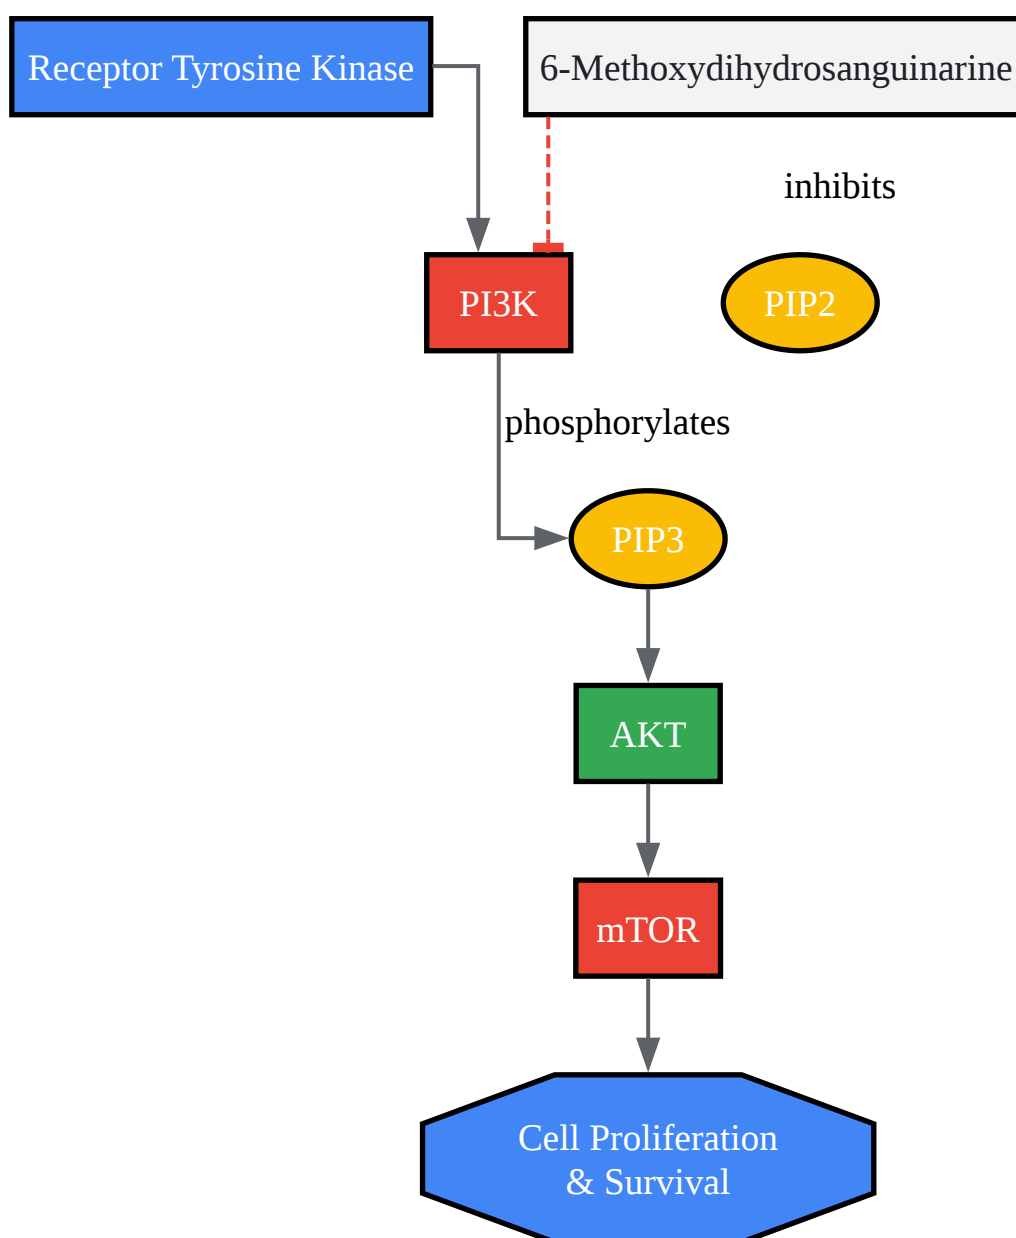 Receptor Tyrosine Kinase
6-Methoxydihydrosanguinarine
inhibits
PI3K
PIP2
phosphorylates
PIP3
AKT
mTOR
Cell Proliferation
& Survival